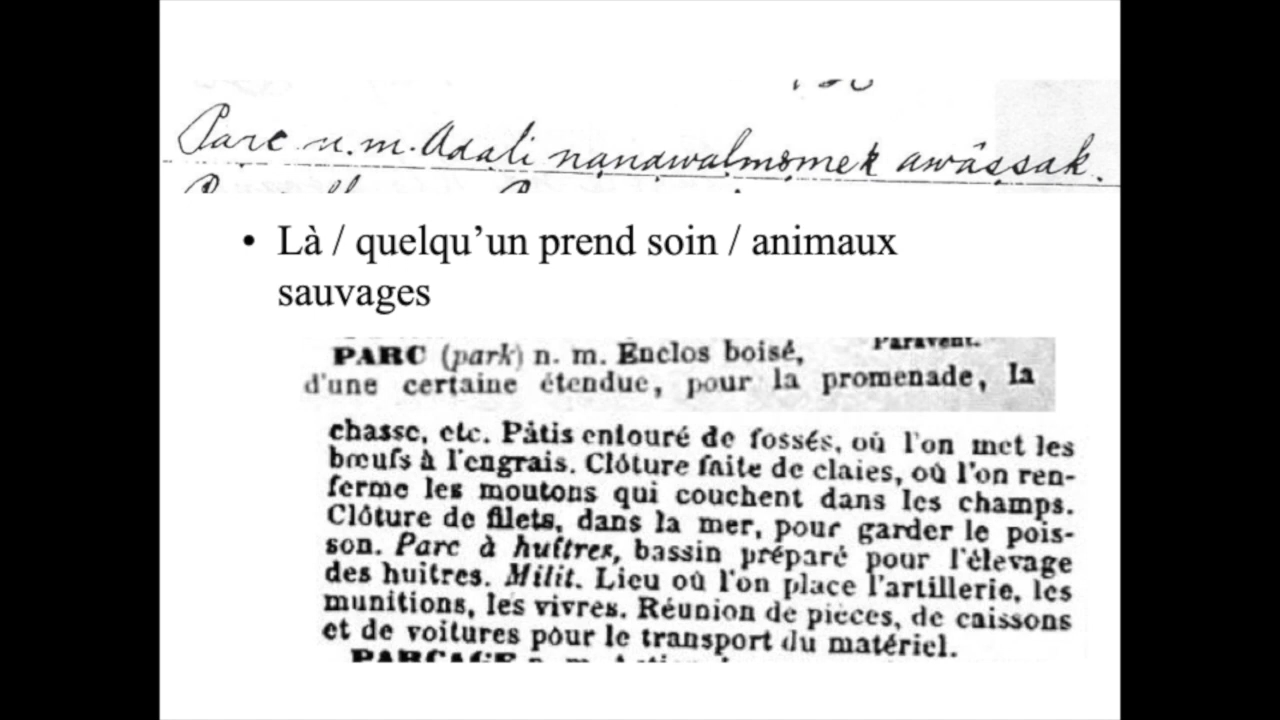 Parc n.m. Adali nanawalmomek awâssak.
• Là / quelqu’un prend soin / animaux
sauvages
Paravent.
PARC (park) n. m. Enclos boisé,
d'une certaine étendue, pour la promenade, la
chasse, etc. Pâtis entouré de fossés, où l'on met les
bœufs à l'engrais. Clôture faite de claies, où l'on ren-
ferme les moutons qui couchent dans les champs.
Clôture de filets, dans la mer, pour garder le pois-
son. Parc à huîtres, bassin préparé pour l'élevage
des huîtres. Milit. Lieu où l'on place l'artillerie, les
munitions, les vivres. Réunion de pièces, de caissons
et de voitures pour le transport du matériel.
PARCAGE n. m.